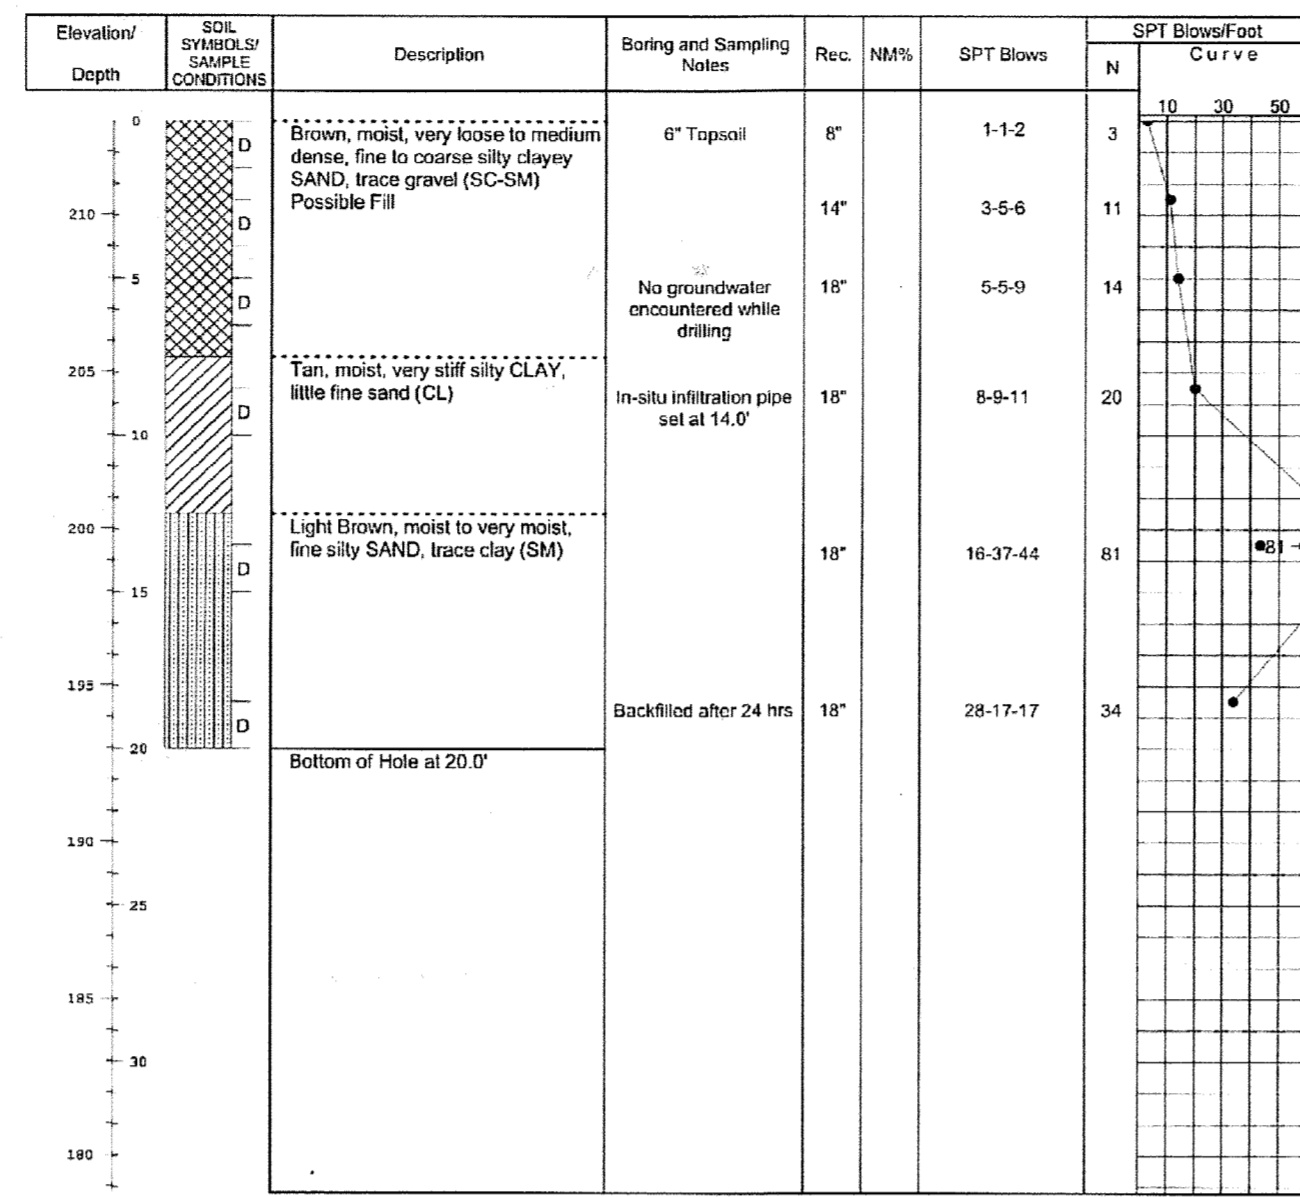 Elevation/
Depth
SOIL
SYMBOLS/
SAMPLE
CONDITIONS
Description
Boring and Sampling
Notes
Rec.
NM%
SPT Blows
SPT Blows/Foot
N
Curve
10 30 50
0
D
Brown, moist, very loose to medium
dense, fine to coarse silty clayey
SAND, trace gravel (SC-SM)
Possible Fill
6" Topsoil
8"
1-1-2
3
210
D
14"
3-5-6
11
5
D
No groundwater
encountered while
drilling
18"
5-5-9
14
205
Tan, moist, very stiff silty CLAY,
little fine sand (CL)
D
In-situ infiltration pipe
set at 14.0'
18"
8-9-11
20
10
200
Light Brown, moist to very moist,
fine silty SAND, trace clay (SM)
D
18"
16-37-44
81
81
15
195
D
Backfilled after 24 hrs
18"
28-17-17
34
20
Bottom of Hole at 20.0'
190
25
185
30
180